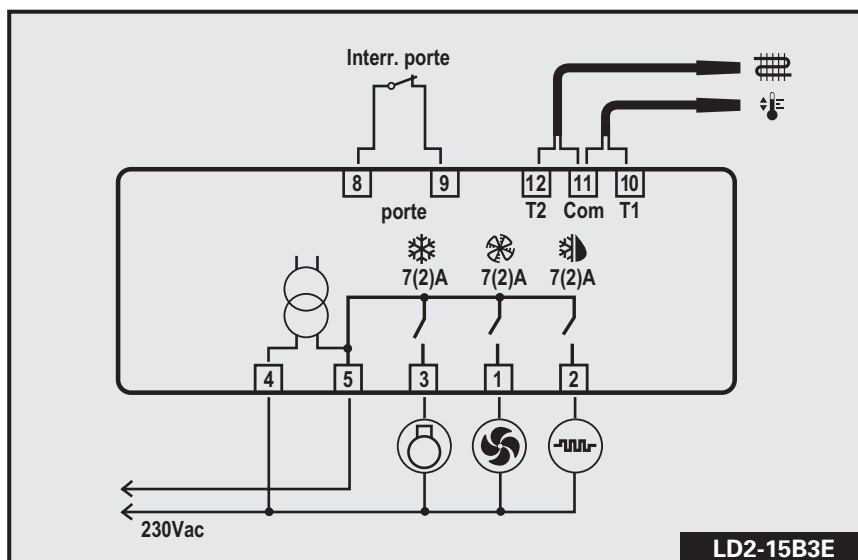 Interr. porte
8 9 12 11 10
porte T2 Com T1
7(2)A 7(2)A 7(2)A
4 5 3 1 2
230Vac
LD2-15B3E